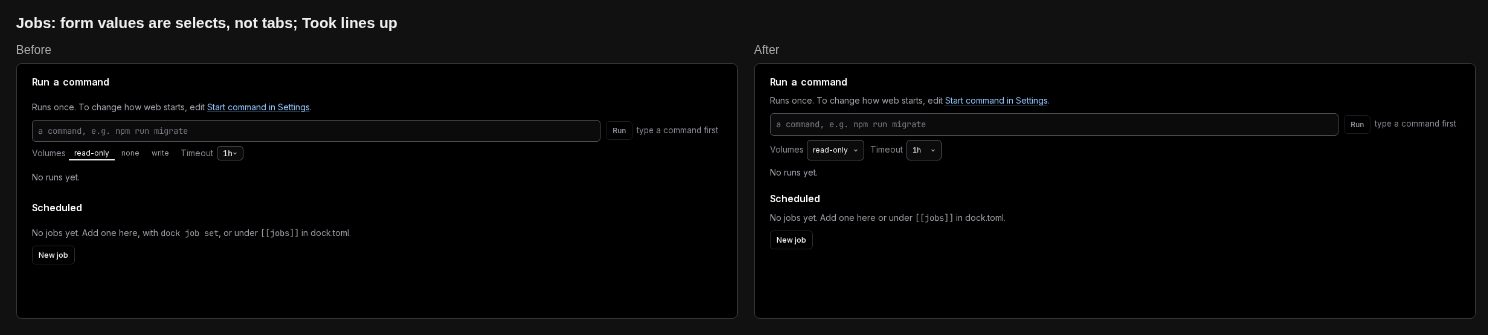 Jobs: form values are selects, not tabs; Took lines up
Before
Run a command
Runs once. To change how web starts, edit Start command in Settings.
a command, e.g. npm run migrate
Run
type a command first
Volumes read-only none write Timeout 1h
No runs yet.
Scheduled
No jobs yet. Add one here, with dock job set, or under [[jobs]] in dock.toml.
New job
After
Run a command
Runs once. To change how web starts, edit Start command in Settings.
a command, e.g. npm run migrate
Run
type a command first
Volumes read-only Timeout 1h
No runs yet.
Scheduled
No jobs yet. Add one here or under [[jobs]] in dock.toml.
New job